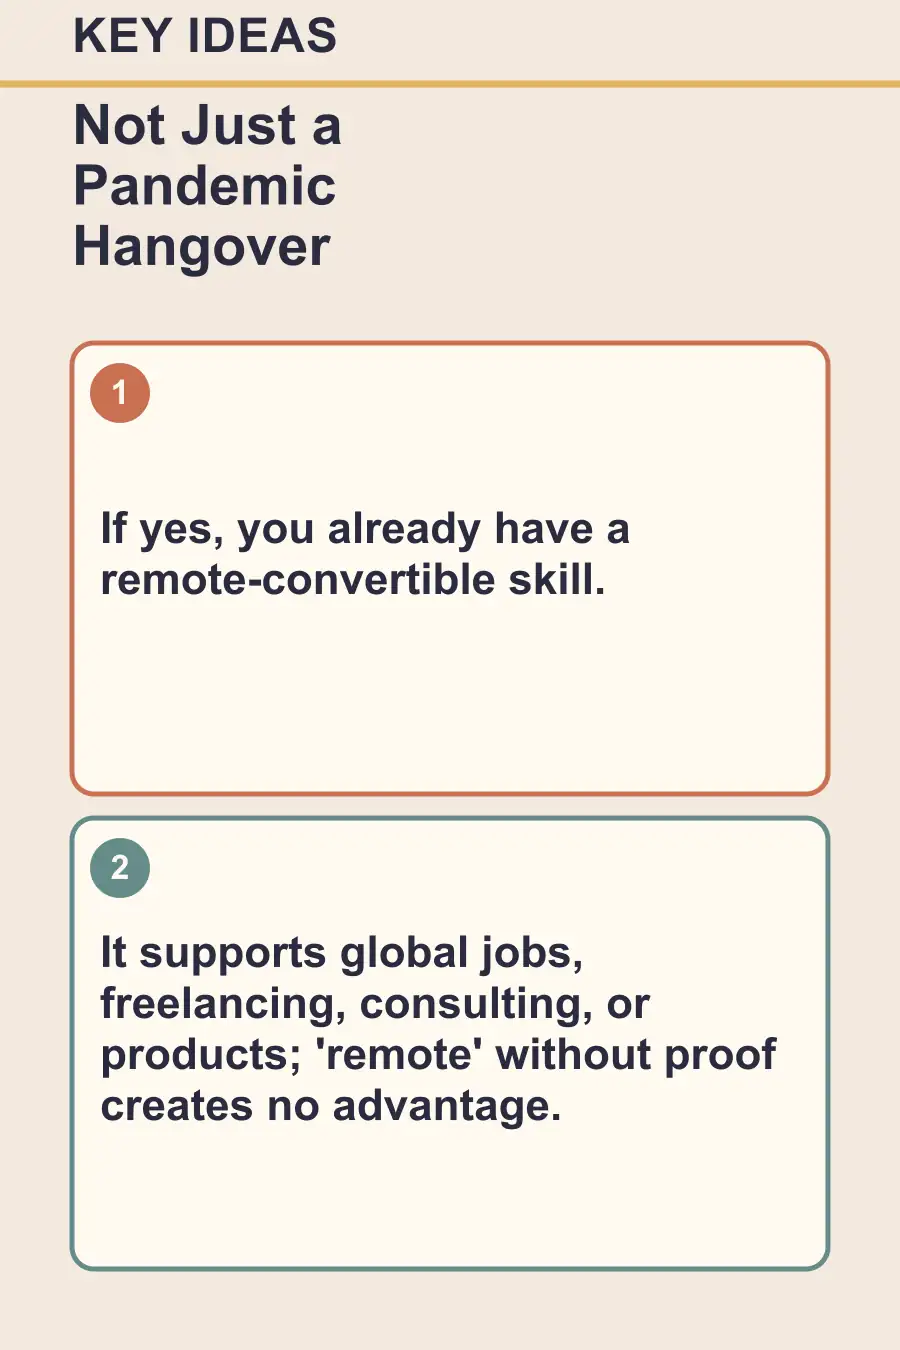 KEY IDEAS
Not Just a
Pandemic
Hangover
1
If yes, you already have a
remote-convertible skill.
2
It supports global jobs,
freelancing, consulting, or
products; 'remote' without proof
creates no advantage.